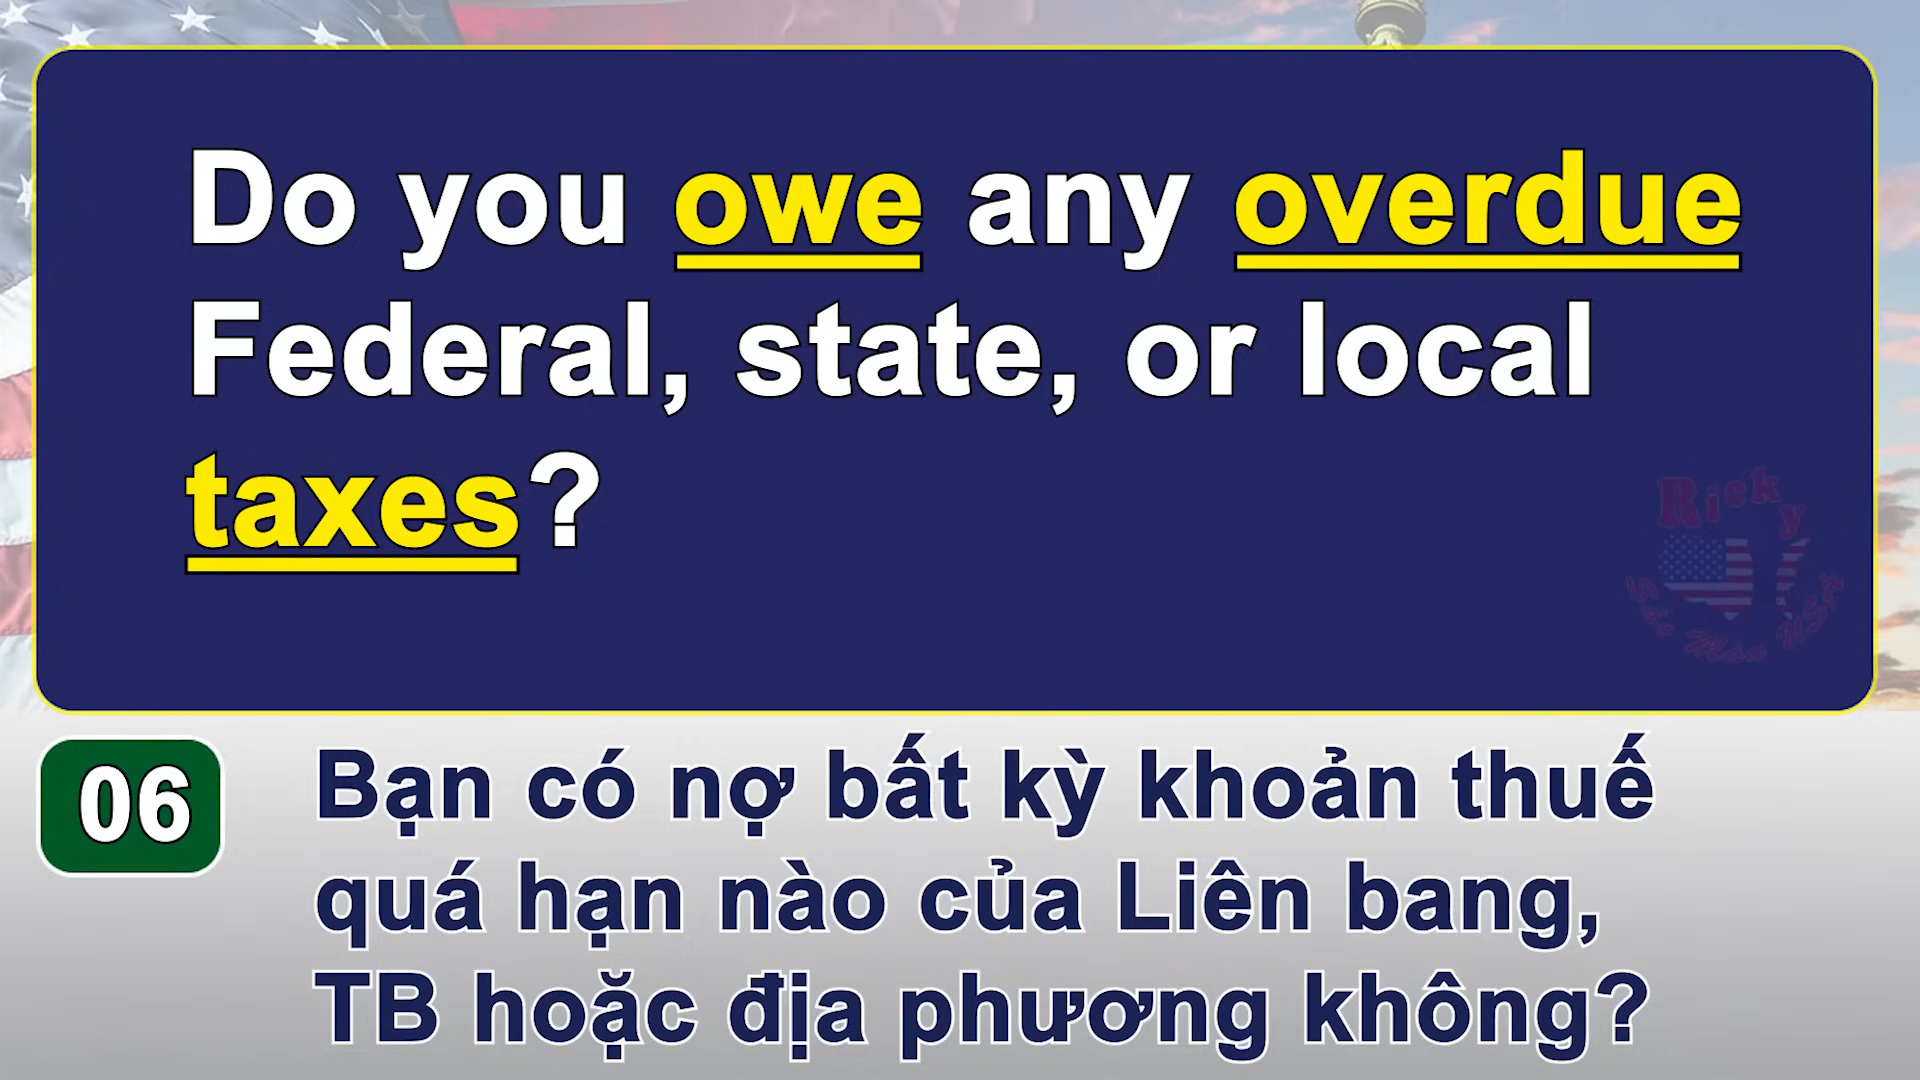 Do you owe any overdue
Federal, state, or local
taxes?
Ricky
06
Bạn có nợ bất kỳ khoản thuế
quá hạn nào của Liên bang,
TB hoặc địa phương không?